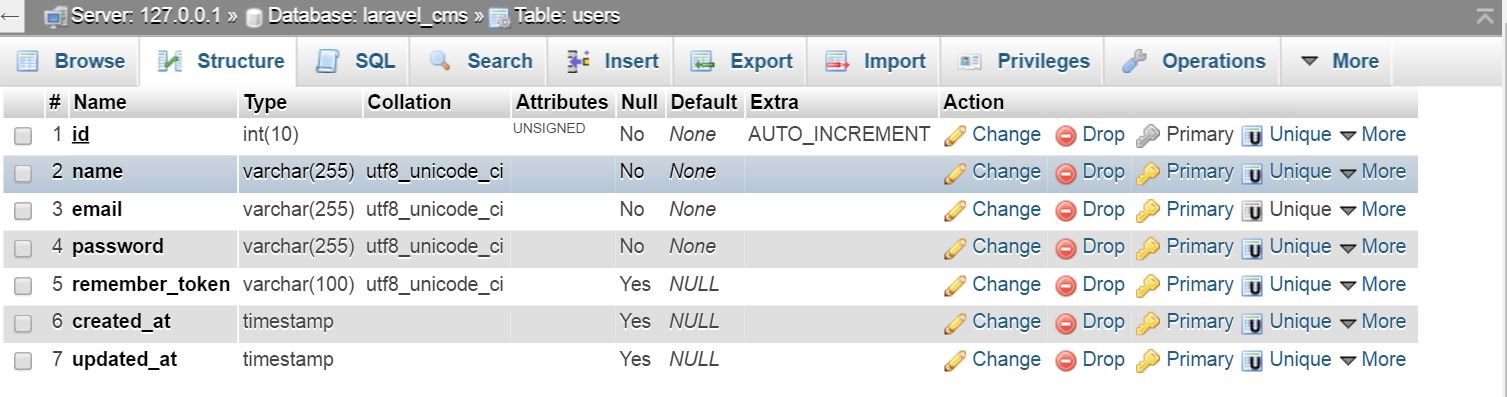 Server: 127.0.0.1 » Database: laravel_cms » Table: users
Browse Structure SQL Search Insert Export Import Privileges Operations More
# Name Type Collation Attributes Null Default Extra Action
1 id int(10) UNSIGNED No None AUTO_INCREMENT Change Drop Primary Unique More
2 name varchar(255) utf8_unicode_ci No None Change Drop Primary Unique More
3 email varchar(255) utf8_unicode_ci No None Change Drop Primary Unique More
4 password varchar(255) utf8_unicode_ci No None Change Drop Primary Unique More
5 remember_token varchar(100) utf8_unicode_ci Yes NULL Change Drop Primary Unique More
6 created_at timestamp Yes NULL Change Drop Primary Unique More
7 updated_at timestamp Yes NULL Change Drop Primary Unique More